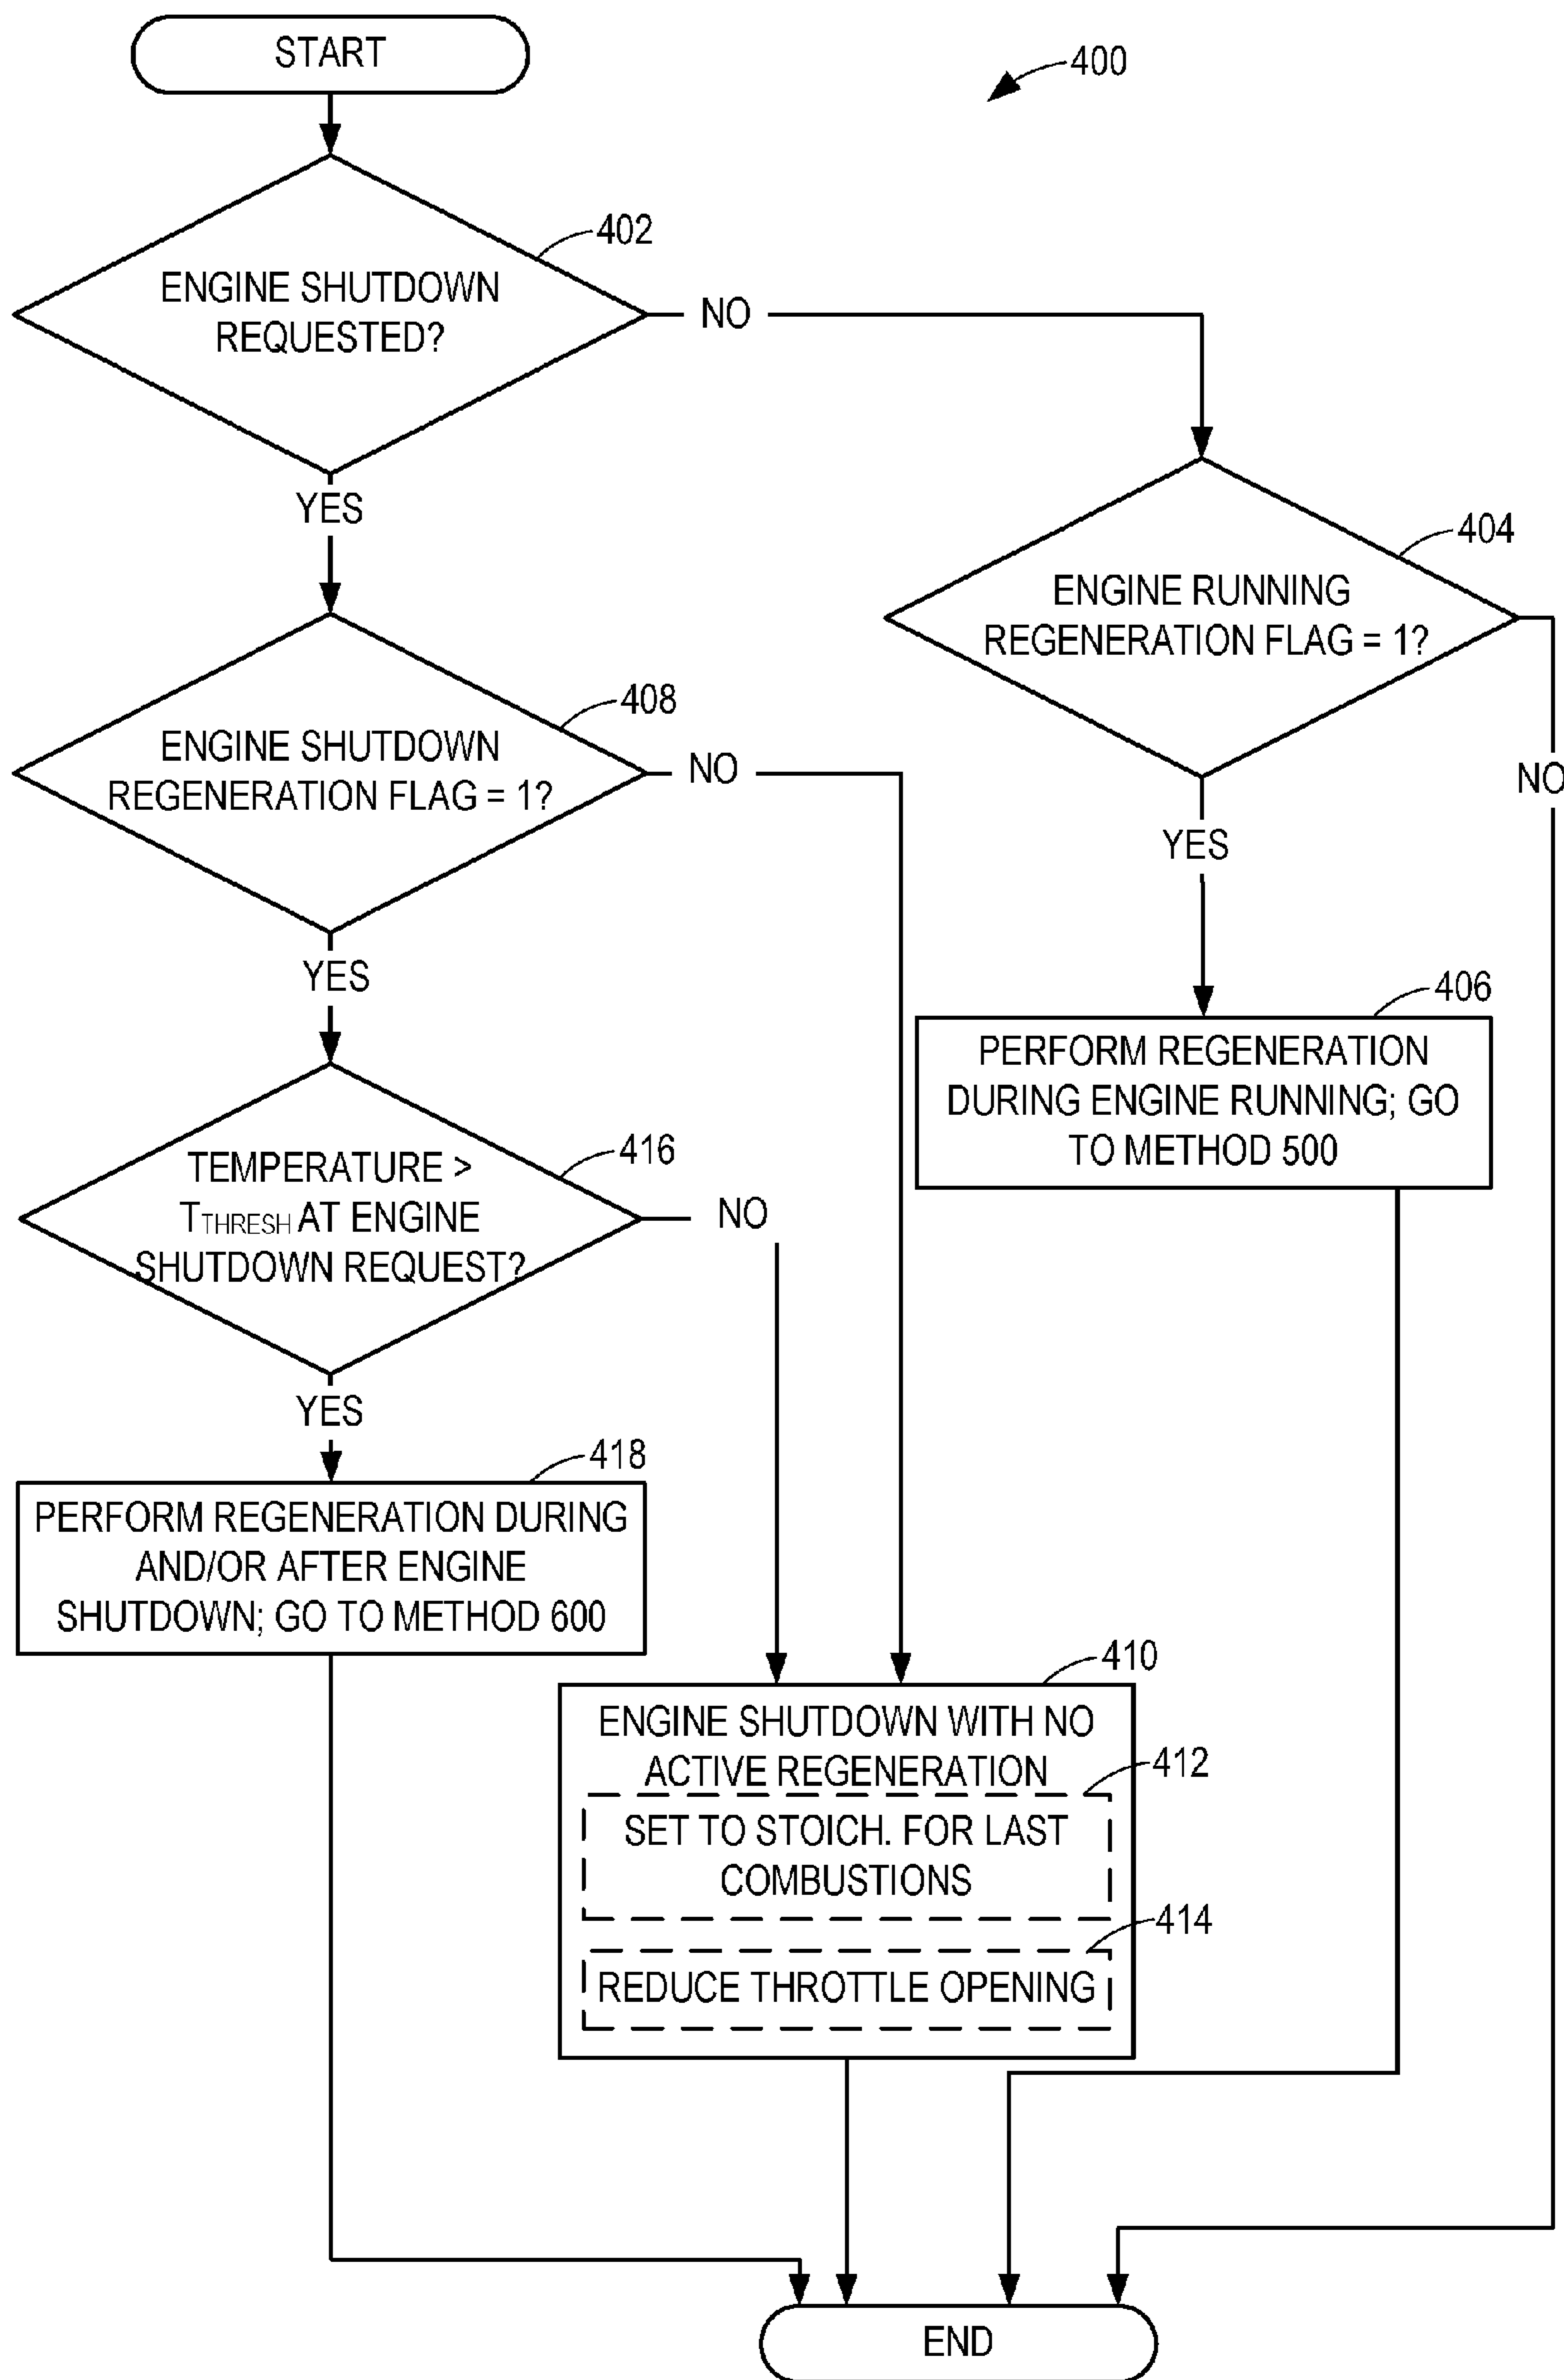 START
400
402
ENGINE SHUTDOWN
REQUESTED?
NO
YES
404
ENGINE RUNNING
REGENERATION FLAG = 1?
NO
YES
408
ENGINE SHUTDOWN
REGENERATION FLAG = 1?
NO
YES
406
PERFORM REGENERATION
DURING ENGINE RUNNING; GO
TO METHOD 500
416
TEMPERATURE >
TTHRESH AT ENGINE
SHUTDOWN REQUEST?
NO
YES
418
PERFORM REGENERATION DURING
AND/OR AFTER ENGINE
SHUTDOWN; GO TO METHOD 600
410
ENGINE SHUTDOWN WITH NO
ACTIVE REGENERATION
412
SET TO STOICH. FOR LAST
COMBUSTIONS
414
REDUCE THROTTLE OPENING
END